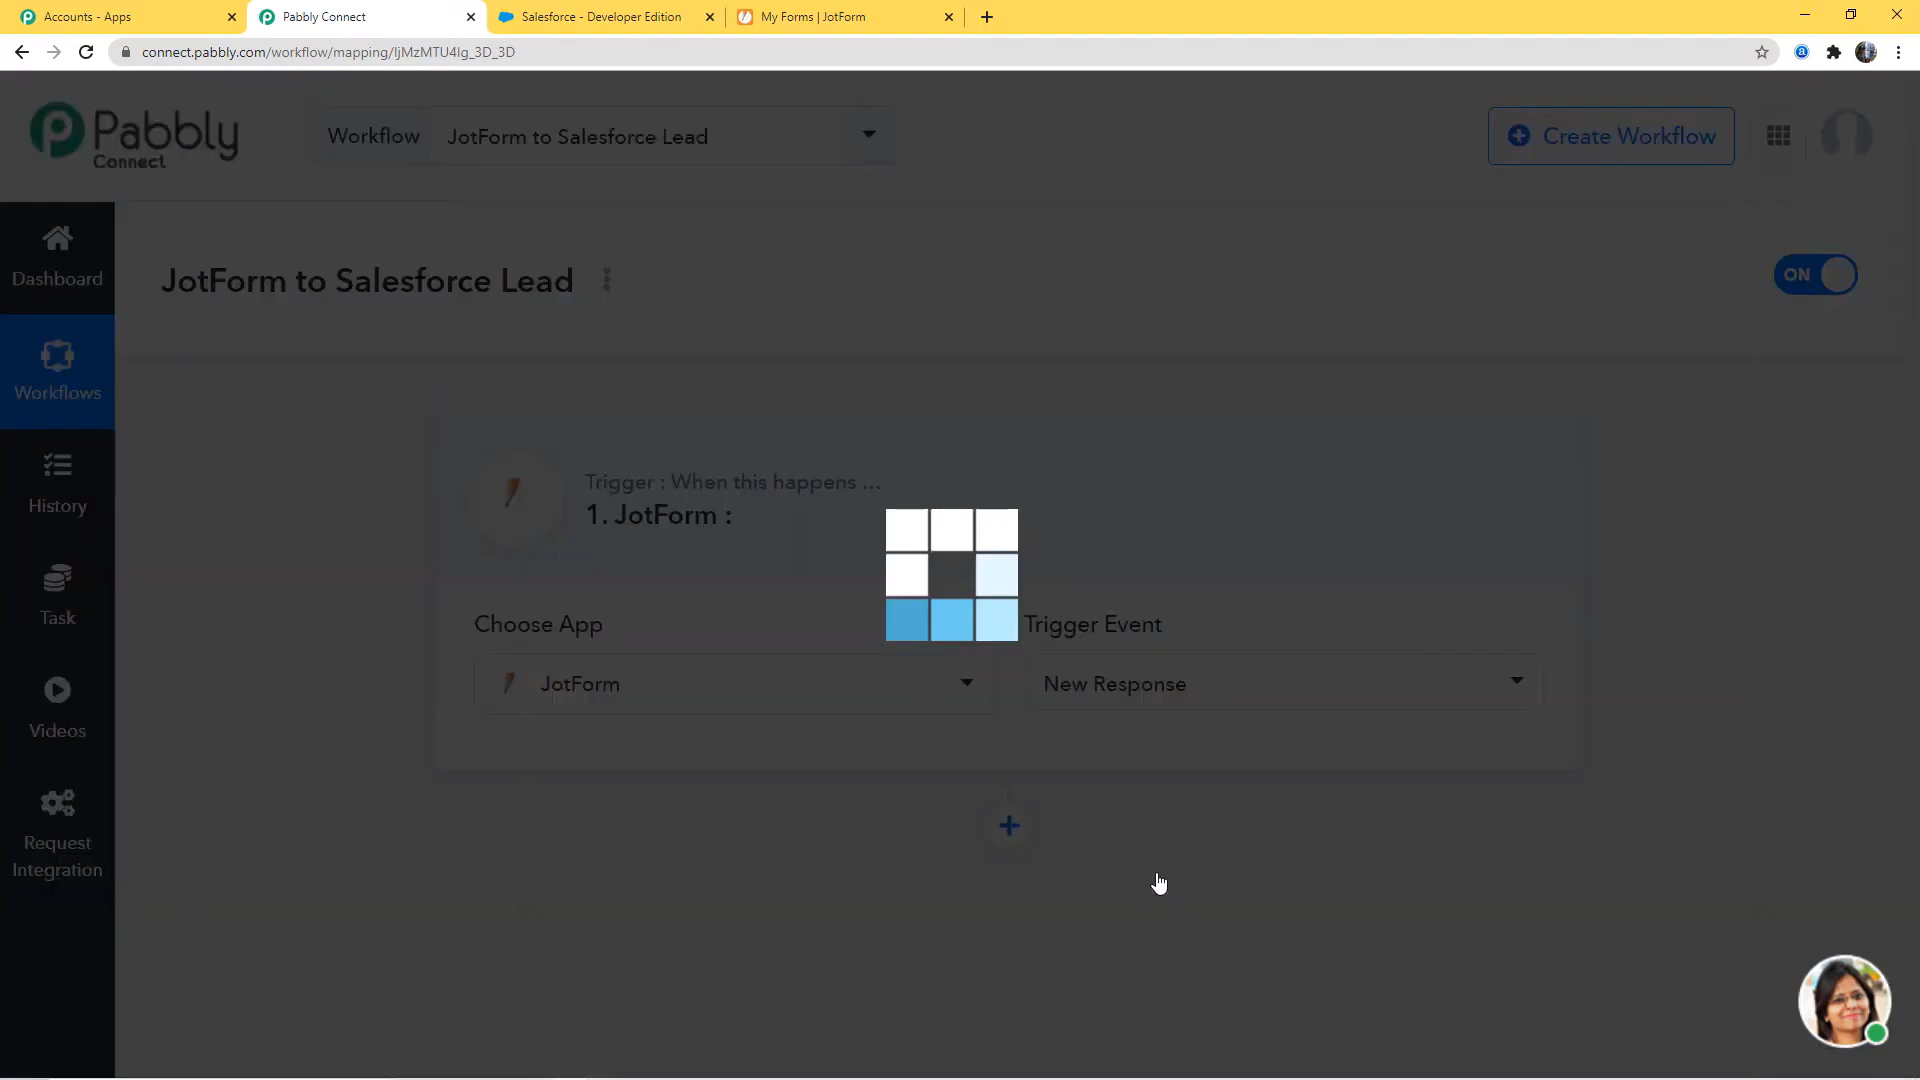 Accounts - Apps
Pabbly Connect
Salesforce - Developer Edition
My Forms | JotForm
connect.pabbly.com/workflow/mapping/IjMzMTU4Ig_3D_3D
Pabbly
Connect
Workflow
JotForm to Salesforce Lead
Create Workflow
Dashboard
JotForm to Salesforce Lead
ON
Workflows
History
Trigger : When this happens ...
1. JotForm :
Task
Choose App
Trigger Event
JotForm
New Response
Videos
Request
Integration